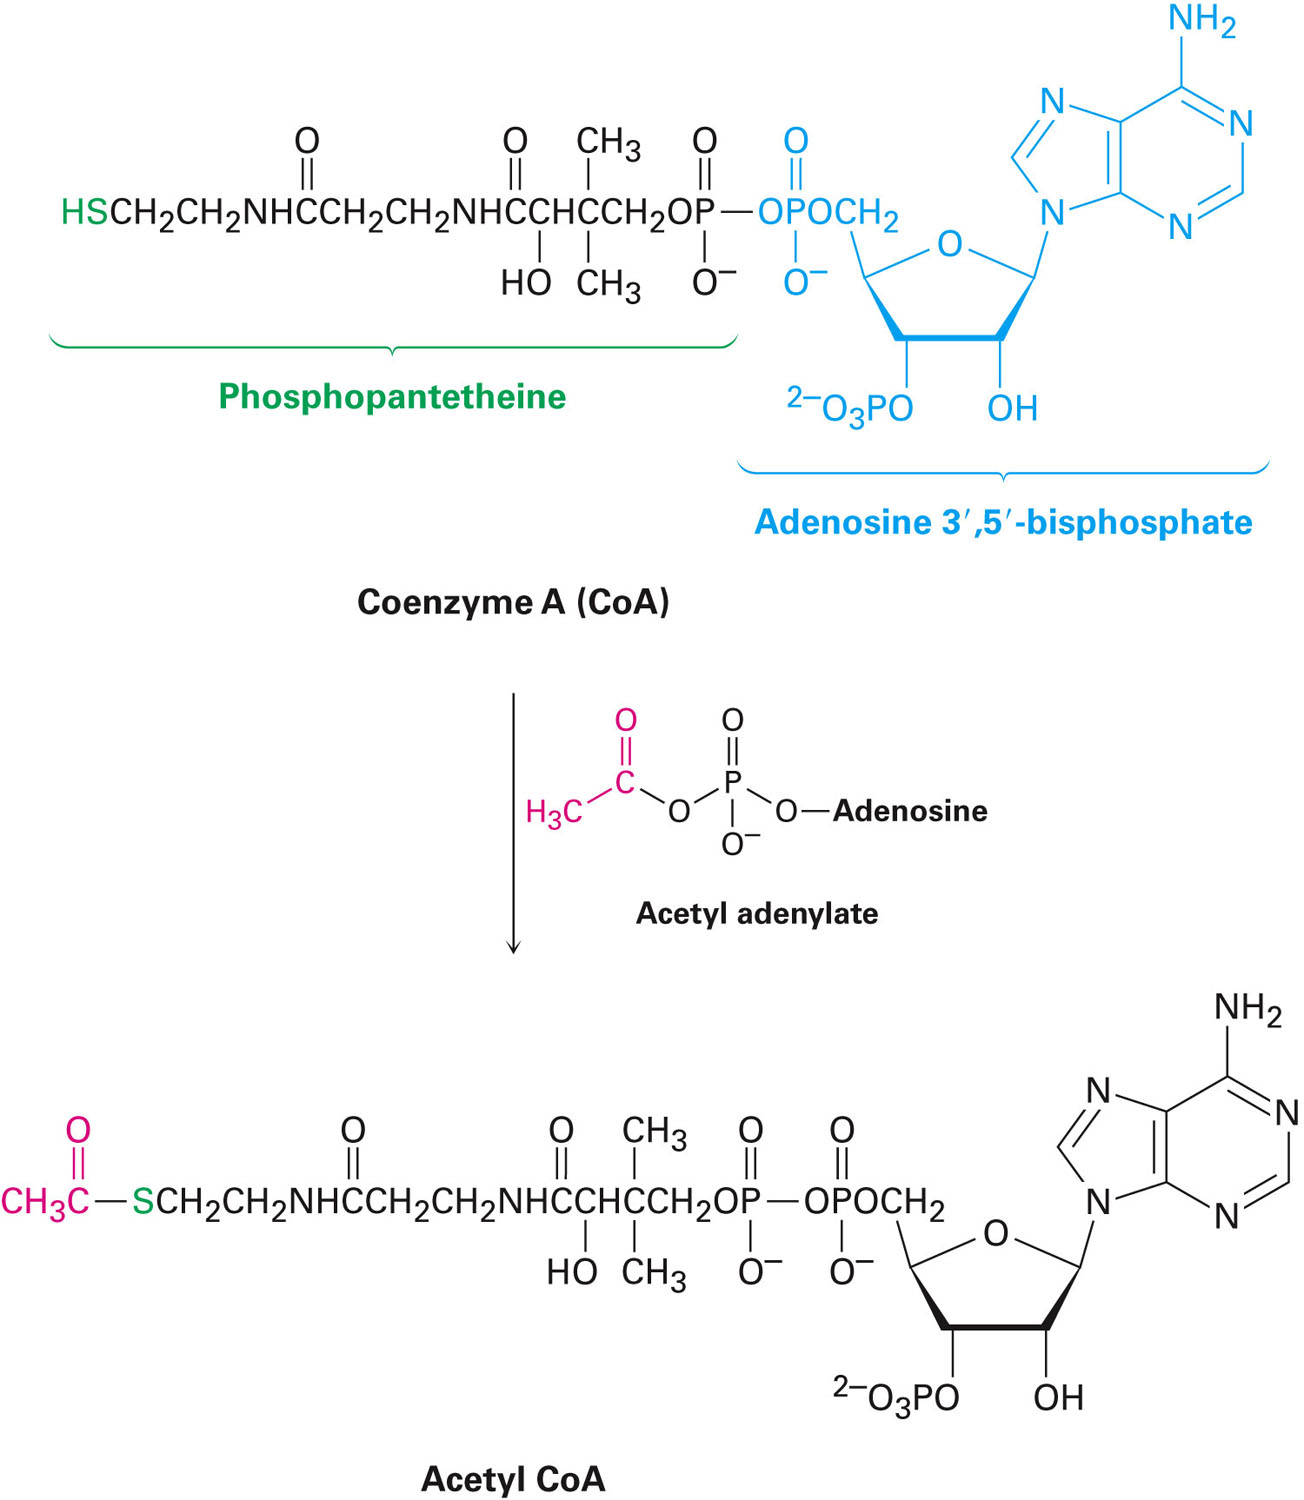 NH2
N
N
O O CH3 O O
HSCH2CH2NHCCH2CH2NHCCHCCH2OP—OPOCH2
N
N
O
HO CH3 O− O−
2−O3PO OH
Phosphopantetheine
Adenosine 3′,5′-bisphosphate
Coenzyme A (CoA)
O O
C P
H3C O O—Adenosine
O−
Acetyl adenylate
NH2
N
N
O O O CH3 O O
CH3C—SCH2CH2NHCCH2CH2NHCCHCCH2OP—OPOCH2
N
N
O
HO CH3 O− O−
2−O3PO OH
Acetyl CoA